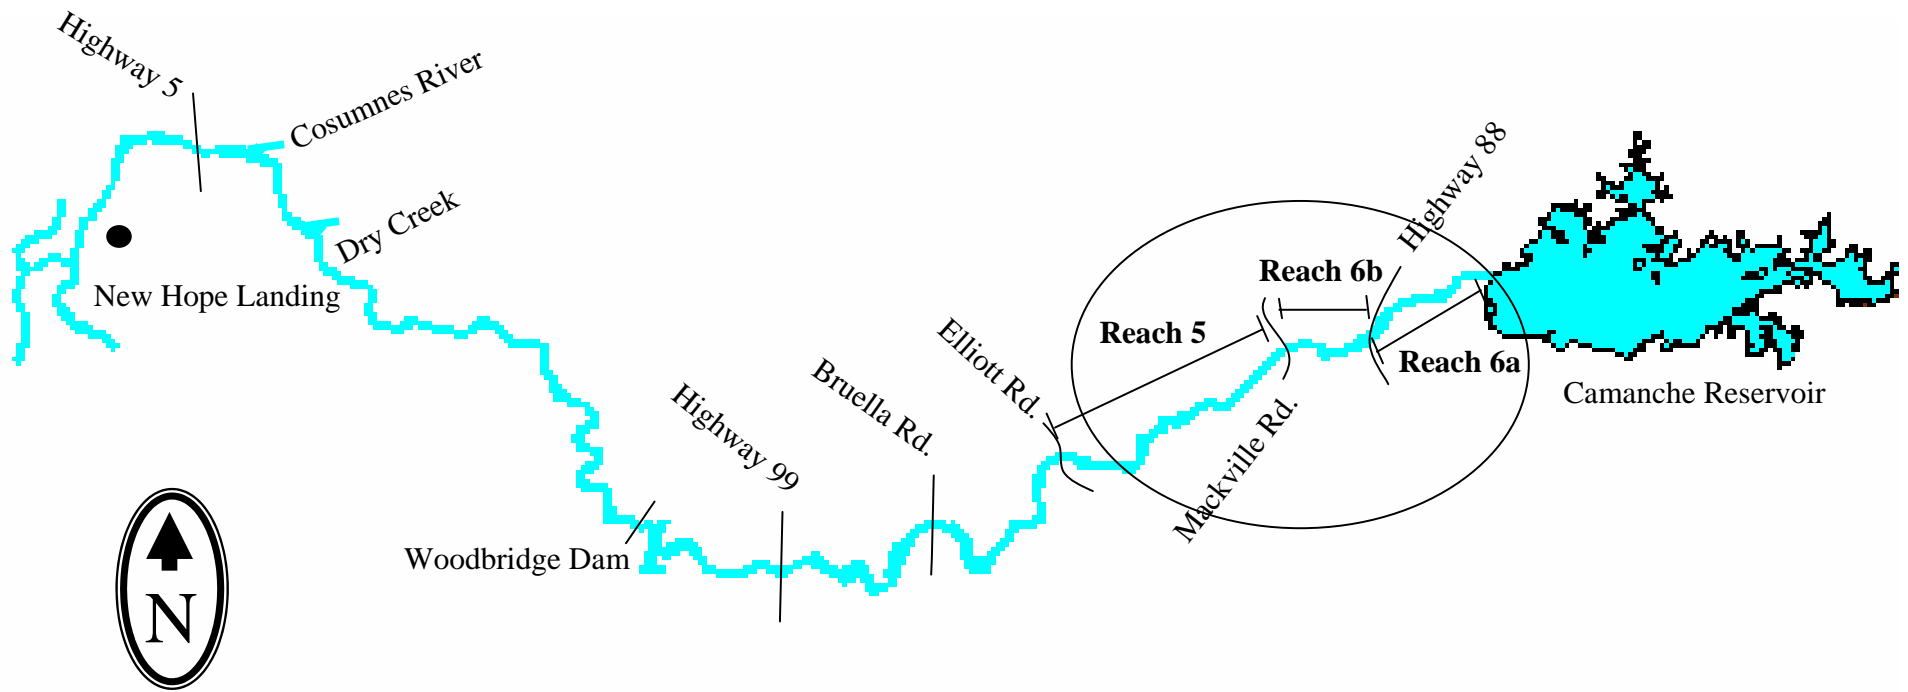 Highway 5
Cosumnes River
Dry Creek
New Hope Landing
Highway 88
Reach 6b
Reach 5
Elliott Rd.
Reach 6a
Bruella Rd.
Highway 99
Mackville Rd.
Camanche Reservoir
Woodbridge Dam
N